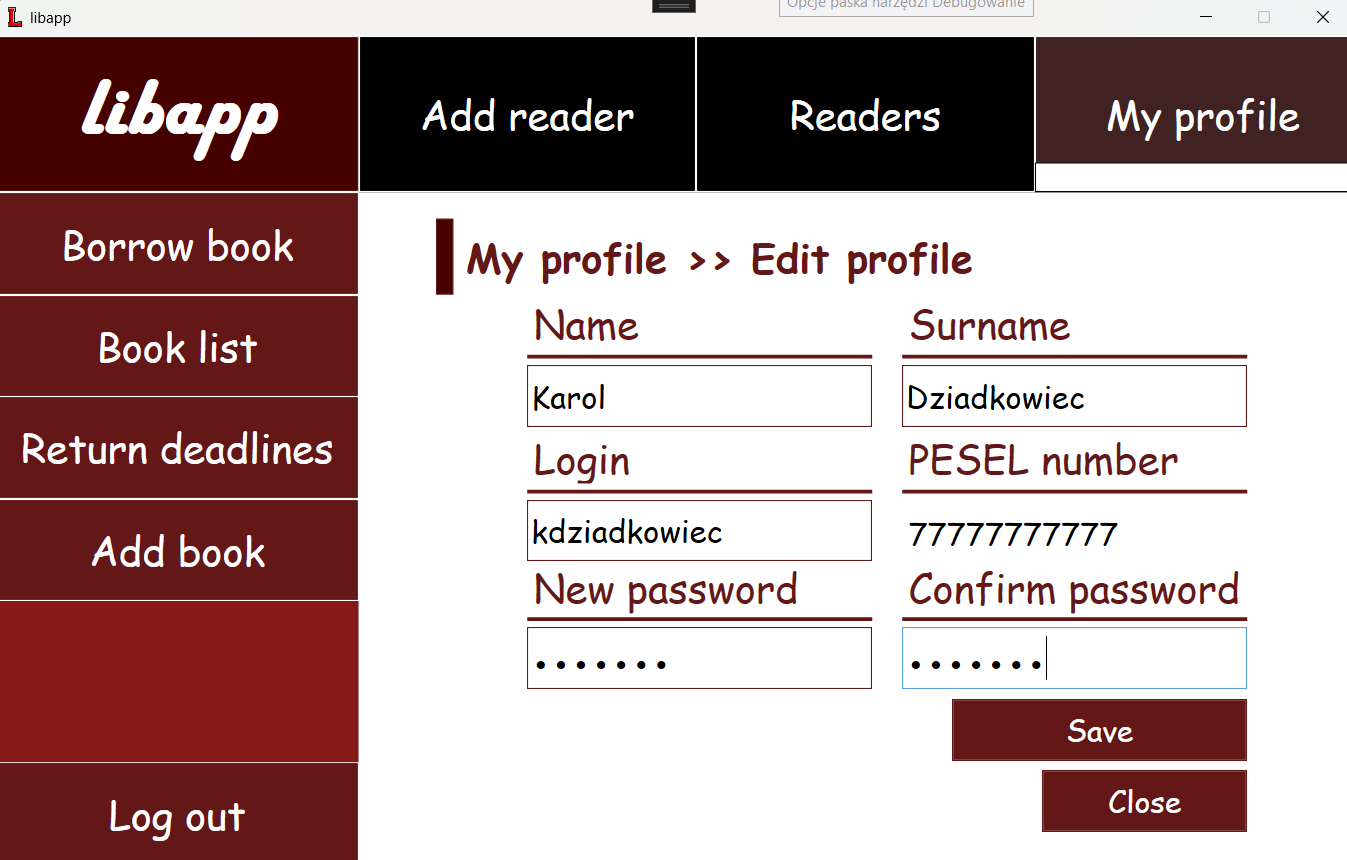 libapp
Opcje paska narzędzi Debugowanie
libapp
Add reader
Readers
My profile
Borrow book
Book list
Return deadlines
Add book
Log out
My profile >> Edit profile
Name
Surname
Karol
Dziadkowiec
Login
PESEL number
kdziadkowiec
77777777777
New password
Confirm password
•••••••
•••••••
Save
Close